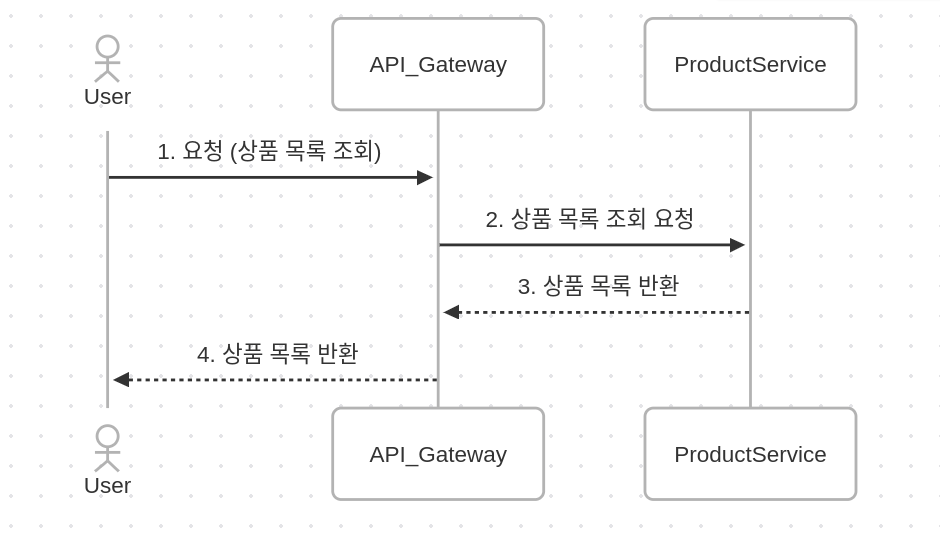 User
API_Gateway
ProductService
1. 요청 (상품 목록 조회)
2. 상품 목록 조회 요청
3. 상품 목록 반환
4. 상품 목록 반환
User
API_Gateway
ProductService